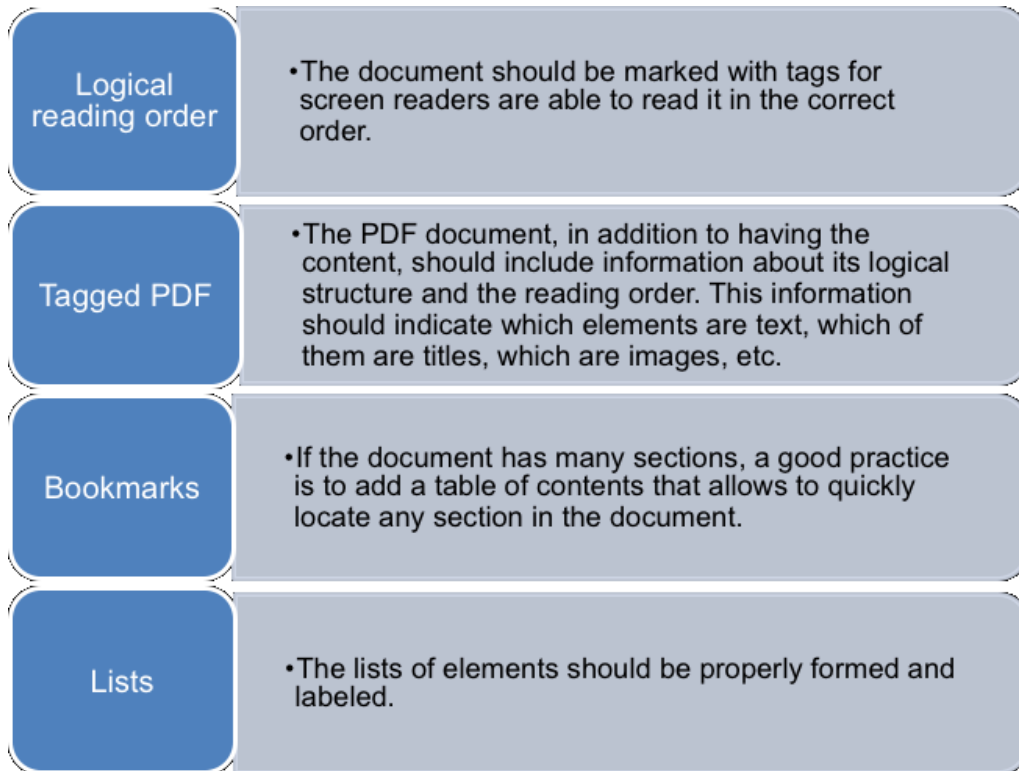 Logical
reading order
•The document should be marked with tags for
screen readers are able to read it in the correct
order.
Tagged PDF
•The PDF document, in addition to having the
content, should include information about its logical
structure and the reading order. This information
should indicate which elements are text, which of
them are titles, which are images, etc.
Bookmarks
•If the document has many sections, a good practice
is to add a table of contents that allows to quickly
locate any section in the document.
Lists
•The lists of elements should be properly formed and
labeled.